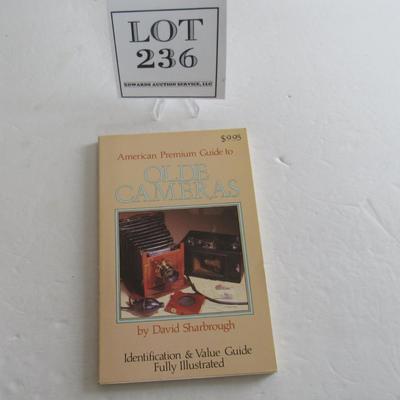 LOT
236
EDWARDS AUCTION SERVICE, LLC
$9.95
American Premium Guide to
OLDE
CAMERAS
by David Sharbrough
Identification & Value Guide
Fully Illustrated